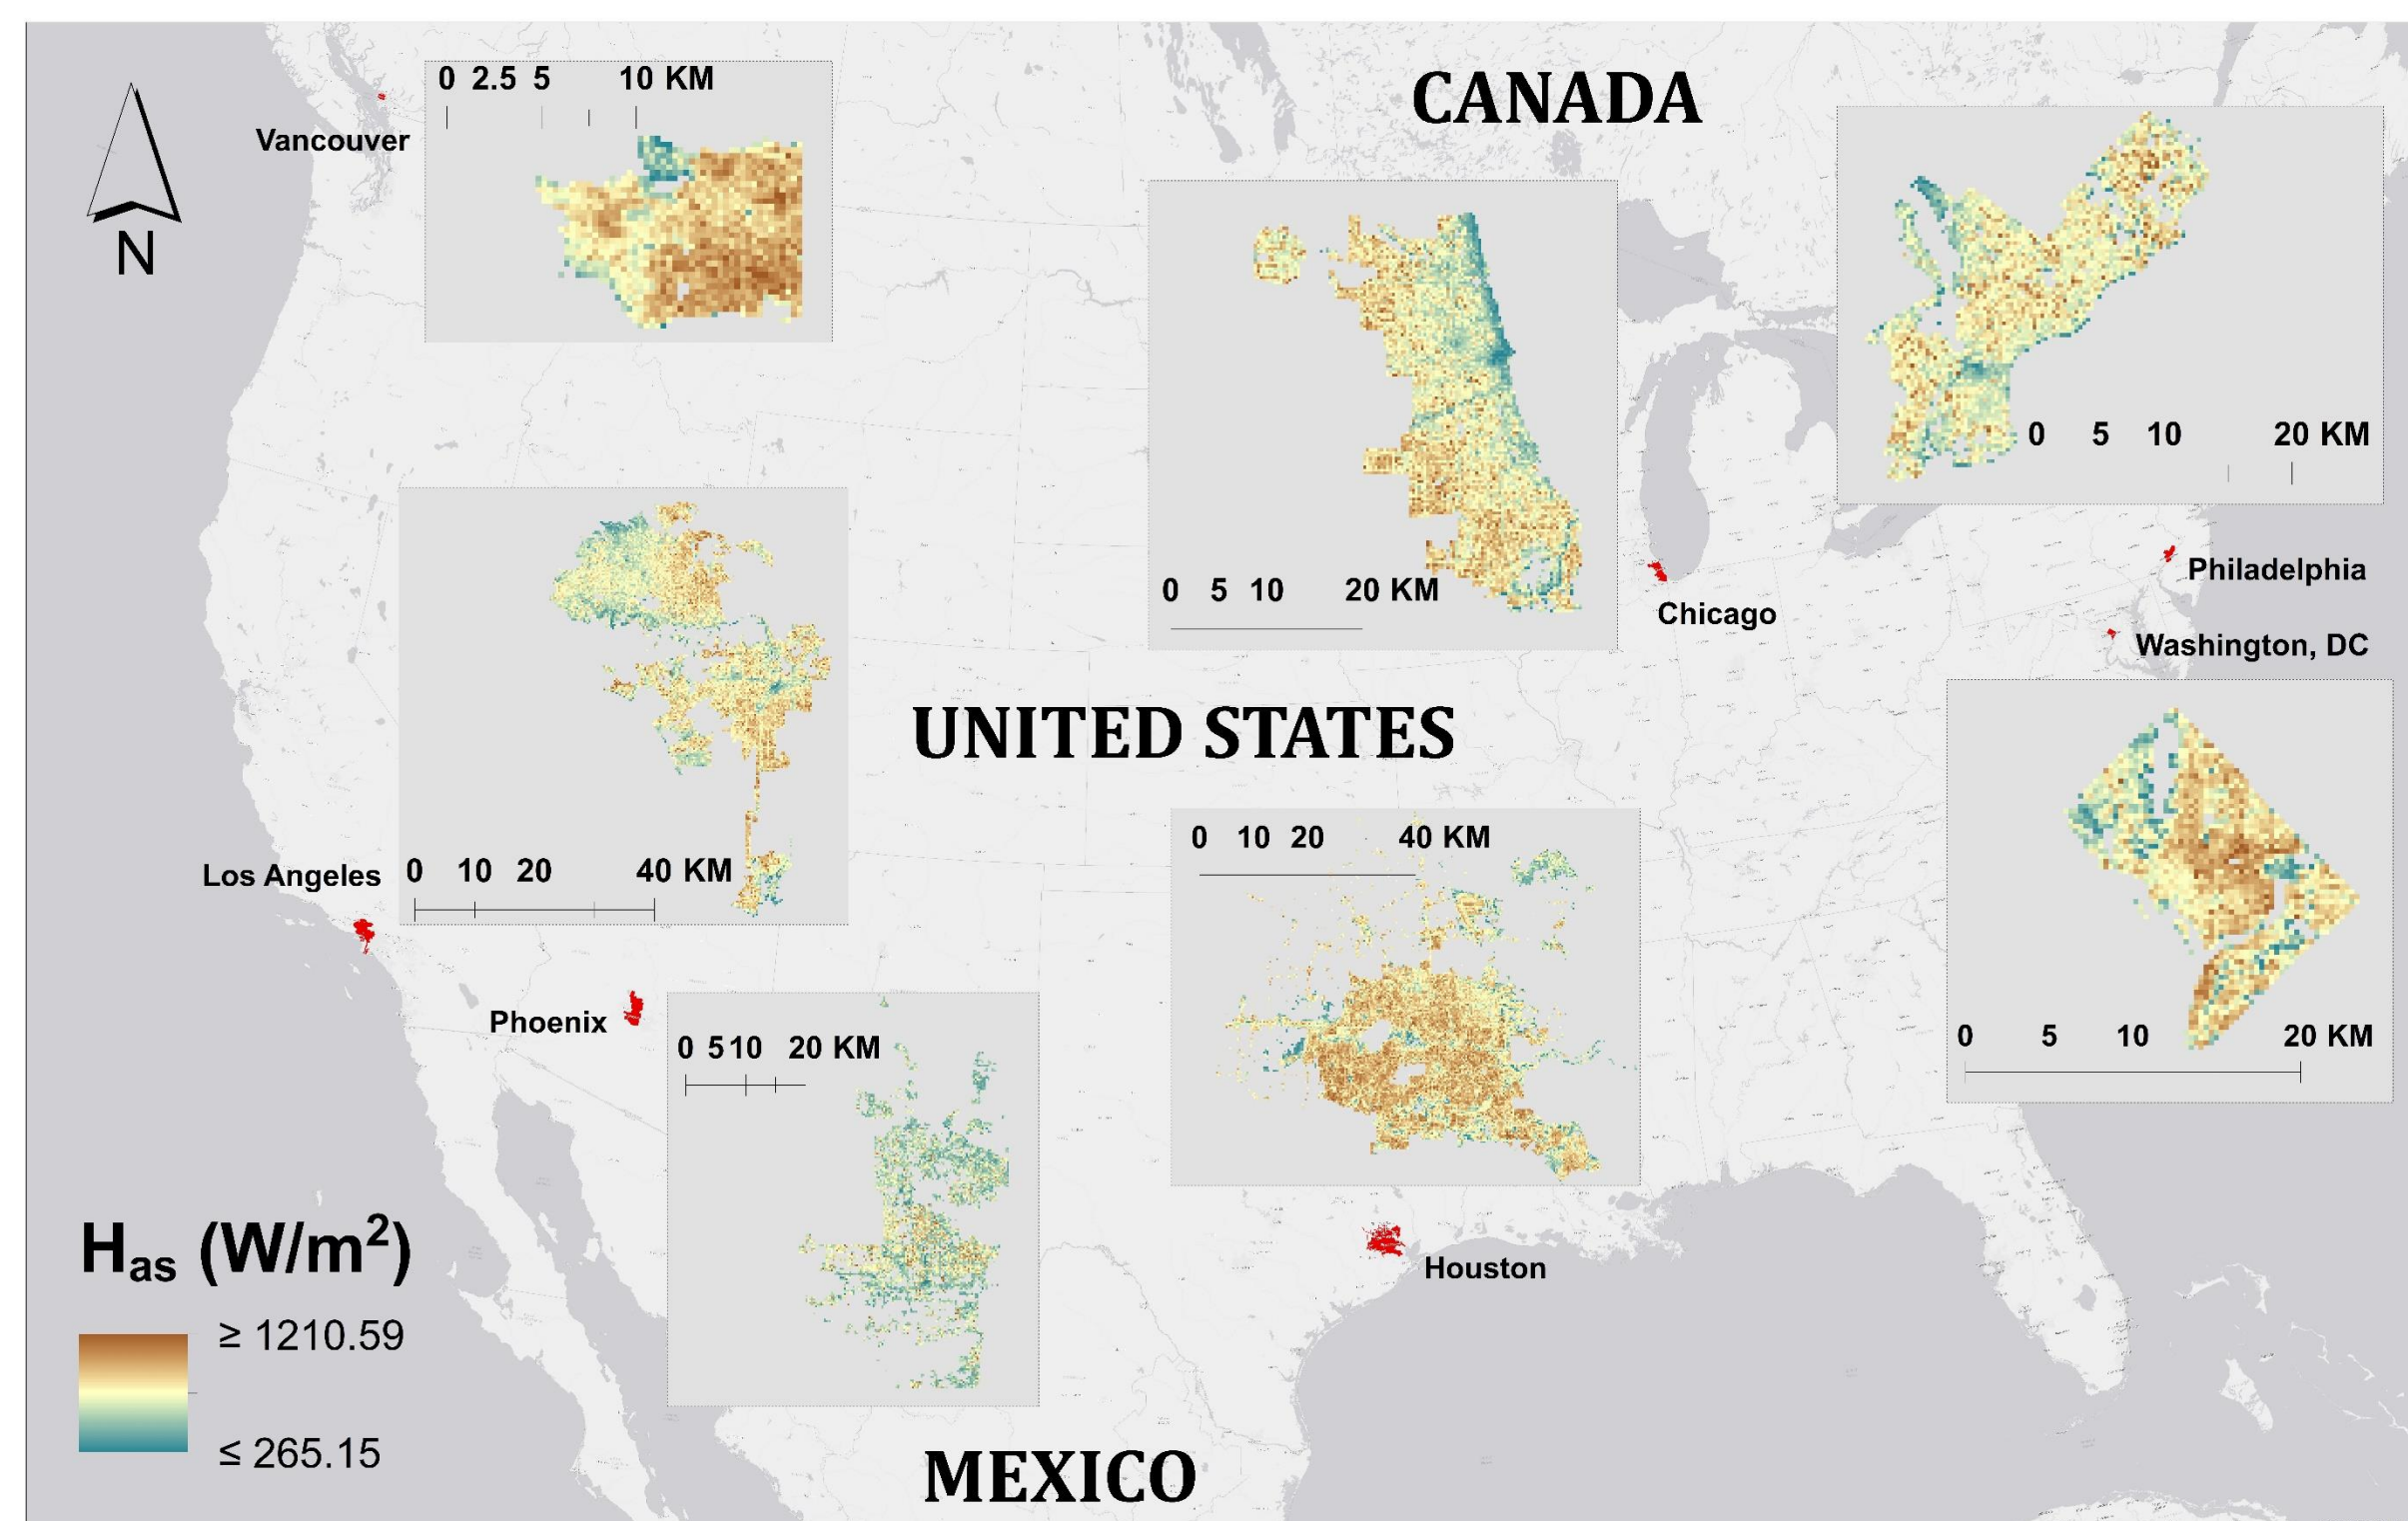 CANADA
0 2.5 5 10 KM
Vancouver
N
0 5 10 20 KM
0 5 10 20 KM
Philadelphia
Chicago
Washington, DC
UNITED STATES
0 10 20 40 KM
Los Angeles
0 10 20 40 KM
Phoenix
0 5 10 20 KM
0 5 10 20 KM
Houston
Has (W/m²)
≥ 1210.59
≤ 265.15
MEXICO